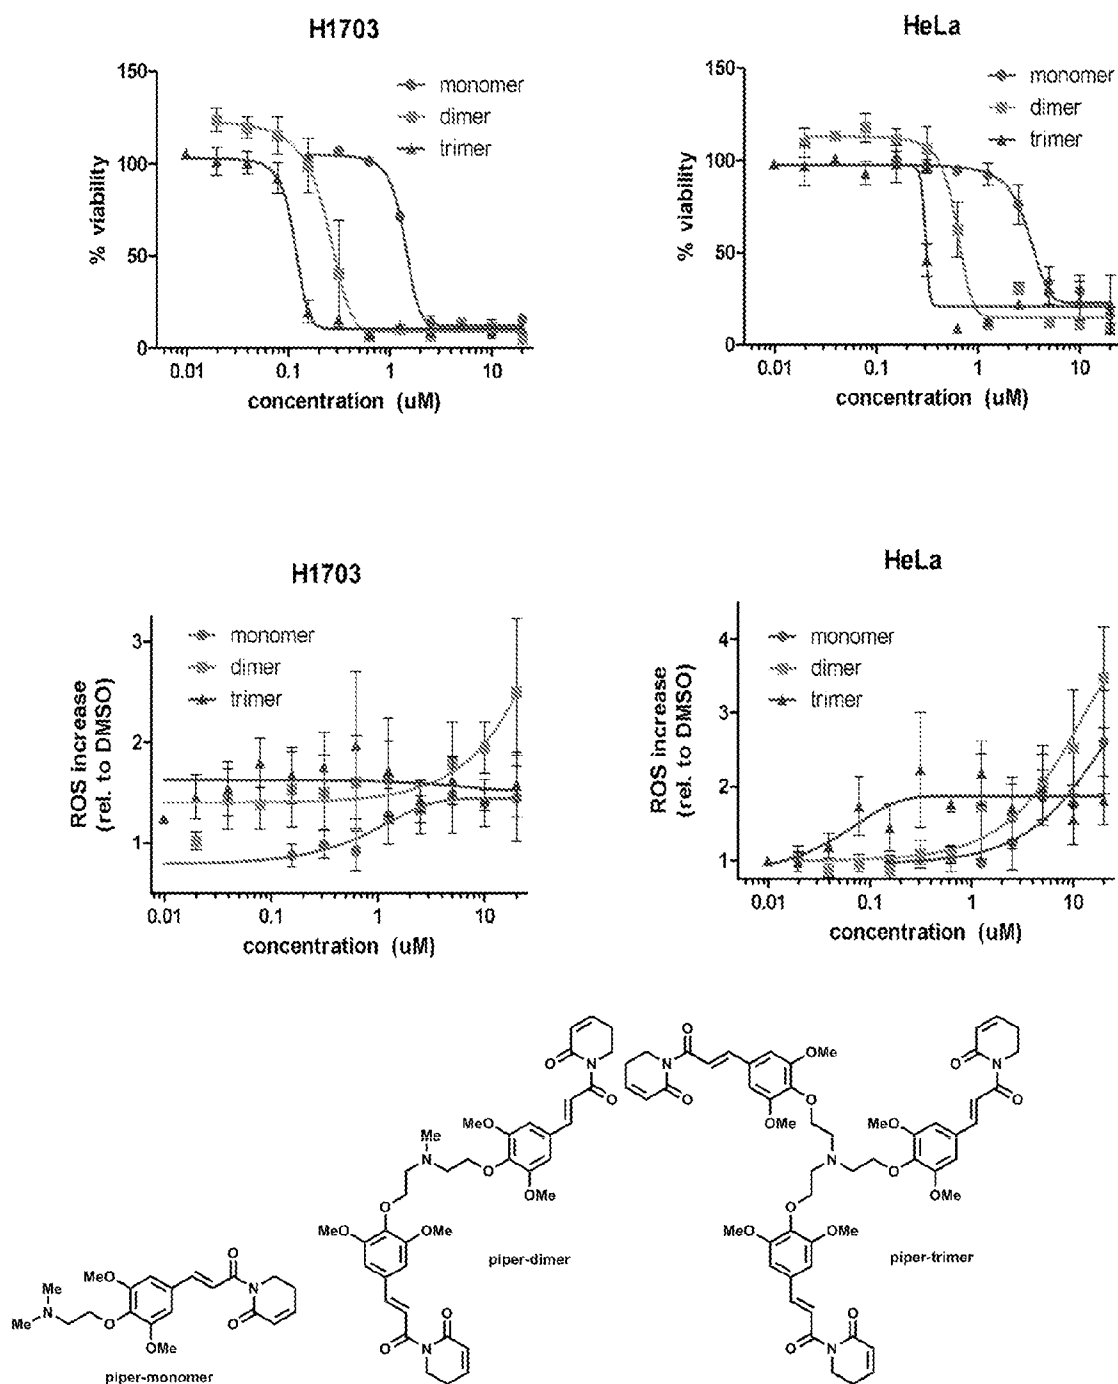 H1703
HeLa
150
100
50
0
% viability
monomer
dimer
trimer
0.01
0.1
1
10
concentration (uM)
150
100
50
0
% viability
monomer
dimer
trimer
0.01
0.1
1
10
concentration (uM)
H1703
HeLa
3
2
1
ROS increase
(rel. to DMSO)
monomer
dimer
trimer
0.01
0.1
1
10
concentration (uM)
4
3
2
1
ROS increase
(rel. to DMSO)
monomer
dimer
trimer
0.01
0.1
1
10
concentration (uM)
Me
N
Me
O
MeO
OMe
O
N
O
piper-monomer
O
N
O
MeO
OMe
O
Me
N
O
MeO
OMe
O
N
O
piper-dimer
O
N
O
OMe
OMe
O
N
O
MeO
OMe
O
N
O
O
MeO
OMe
O
N
O
piper-trimer